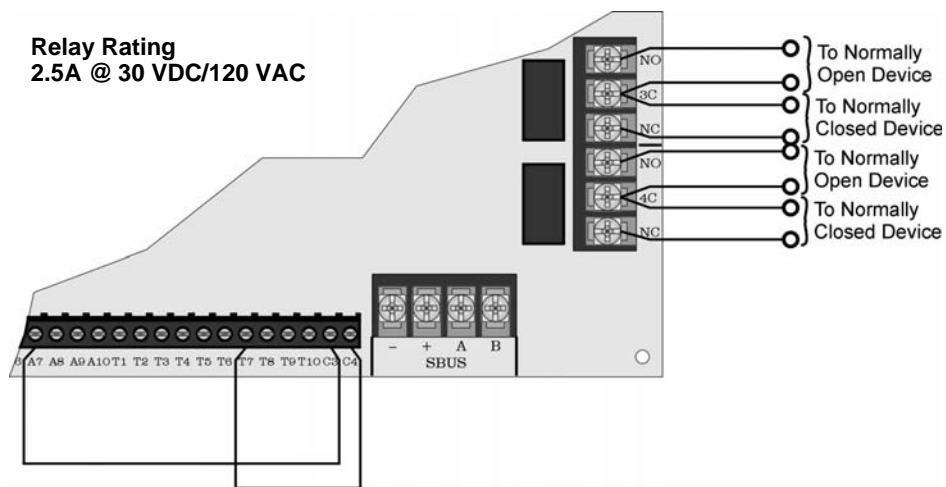 Relay Rating
2.5A @ 30 VDC/120 VAC
NO
3C
NC
NO
4C
NC
To Normally
Open Device
To Normally
Closed Device
To Normally
Open Device
To Normally
Closed Device
A7 A8 A9 A10 T1 T2 T3 T4 T5 T6 T7 T8 T9 T10 C3 C4
- + A B
SBUS